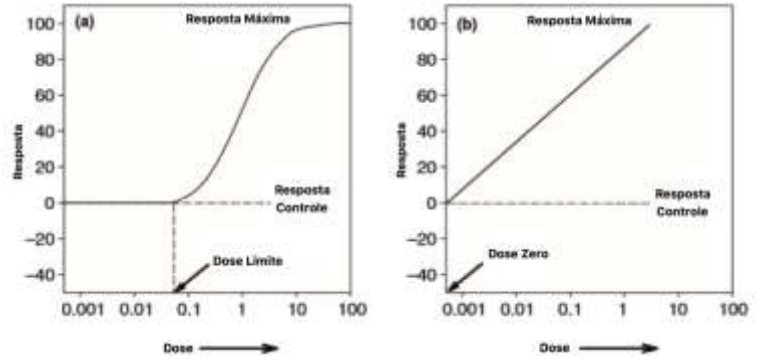 (a)
Resposta Máxima
100
80
60
40
20
0
−20
−40
Resposta
Resposta
Controle
Dose Limite
0.001 0.01 0.1 1 10 100
Dose
(b)
Resposta Máxima
100
80
60
40
20
0
−20
−40
Resposta
Resposta
Controle
Dose Zero
0.001 0.01 0.1 1 10 100
Dose